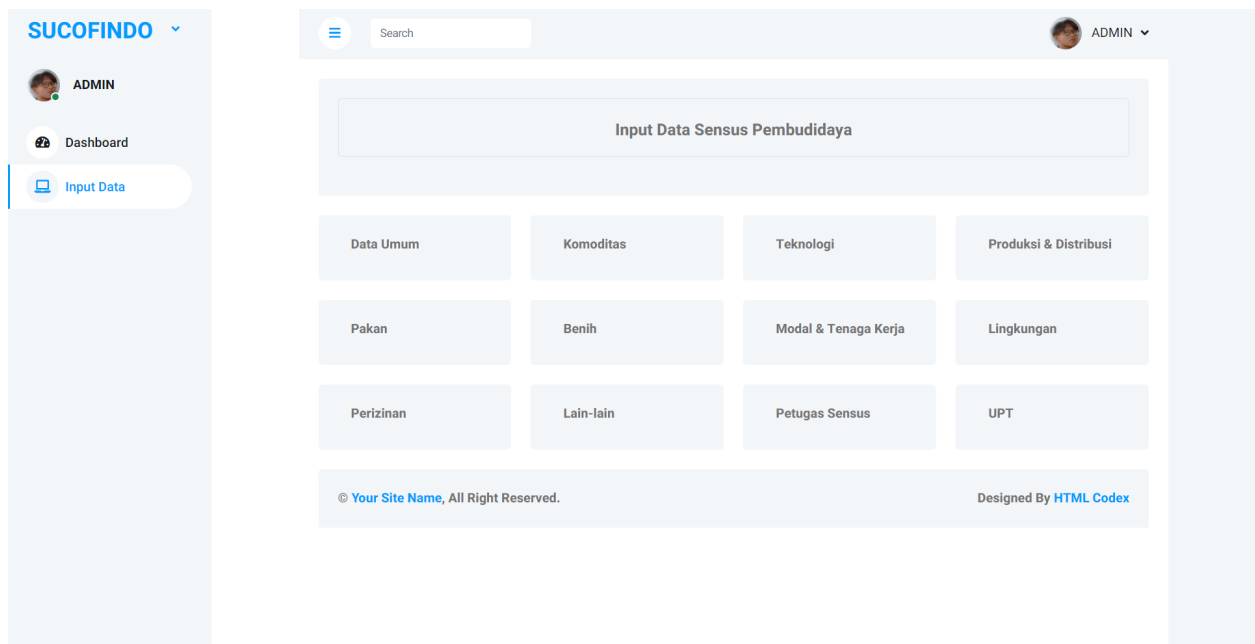 SUCOFINDO
ADMIN
Dashboard
Input Data
Search
ADMIN
Input Data Sensus Pembudidaya
Data Umum
Komoditas
Teknologi
Produksi & Distribusi
Pakan
Benih
Modal & Tenaga Kerja
Lingkungan
Perizinan
Lain-lain
Petugas Sensus
UPT
© Your Site Name, All Right Reserved.
Designed By HTML Codex